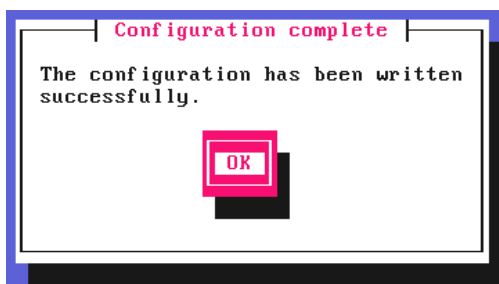 Configuration complete
The configuration has been written
successfully.
OK